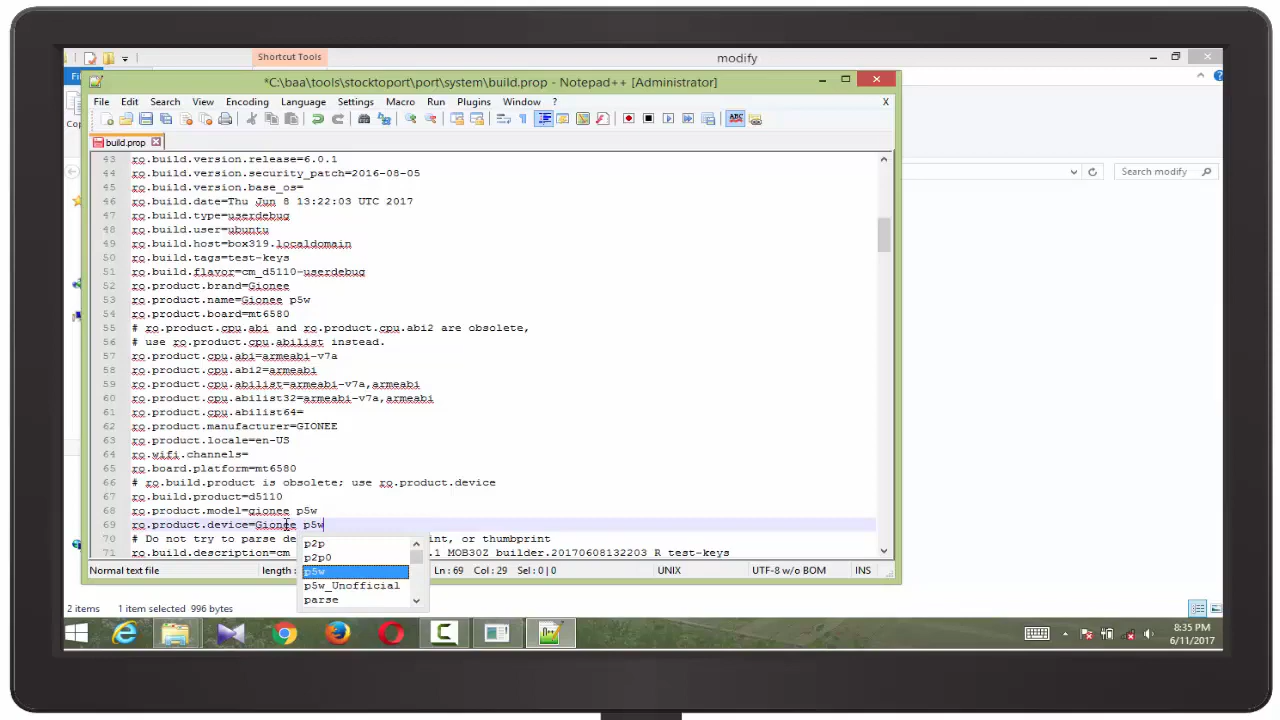 Shortcut Tools
modify
*C:\baa\tools\stocktoport\port\system\build.prop - Notepad++ [Administrator]
File Edit Search View Encoding Language Settings Macro Run Plugins Window ? X
build.prop
43 ro.build.version.release=6.0.1
44 ro.build.version.security_patch=2016-08-05
45 ro.build.version.base_os=
46 ro.build.date=Thu Jun 8 13:22:03 UTC 2017
47 ro.build.type=userdebug
48 ro.build.user=ubuntu
49 ro.build.host=box319.localdomain
50 ro.build.tags=test-keys
51 ro.build.flavor=cm_d5110-userdebug
52 ro.product.brand=Gionee
53 ro.product.name=Gionee p5w
54 ro.product.board=mt6580
55 # ro.product.cpu.abi and ro.product.cpu.abi2 are obsolete,
56 # use ro.product.cpu.abilist instead.
57 ro.product.cpu.abi=armeabi-v7a
58 ro.product.cpu.abi2=armeabi
59 ro.product.cpu.abilist=armeabi-v7a,armeabi
60 ro.product.cpu.abilist32=armeabi-v7a,armeabi
61 ro.product.cpu.abilist64=
62 ro.product.manufacturer=GIONEE
63 ro.product.locale=en-US
64 ro.wifi.channels=
65 ro.board.platform=mt6580
66 # ro.build.product is obsolete; use ro.product.device
67 ro.build.product=d5110
68 ro.product.model=gionee p5w
69 ro.product.device=Gionee p5w
70 # Do not try to parse de nt, or thumbprint
71 ro.build.description=cm .1 MOB30Z builder.20170608132203 R test-keys
p2p
p2p0
p5w
p5w_Unofficial
parse
Normal text file length : Ln : 69 Col : 29 Sel : 0 | 0 UNIX UTF-8 w/o BOM INS
Search modify
2 items 1 item selected 996 bytes
8:35 PM
6/11/2017